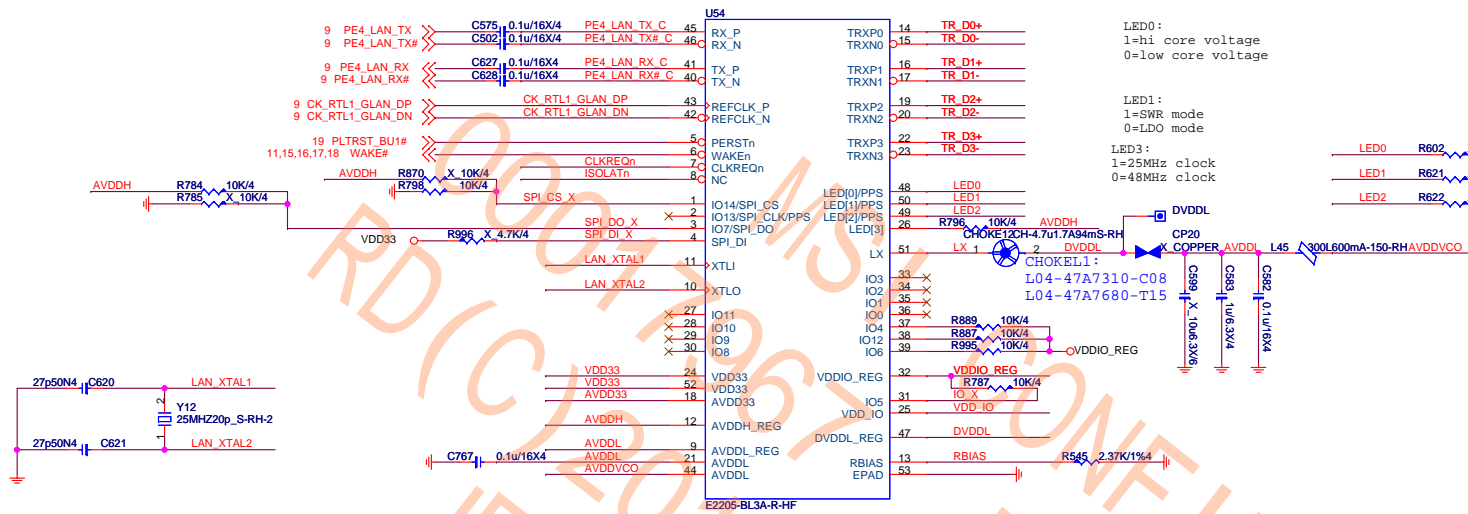 U54
9 PE4_LAN_TX C575 0.1u/16X/4 PE4_LAN_TX_C 45 RX_P
9 PE4_LAN_TX# C502 0.1u/16X4 PE4_LAN_TX#_C 46 RX_N
9 PE4_LAN_RX C627 0.1u/16X4 PE4_LAN_RX_C 41 TX_P
9 PE4_LAN_RX# C628 0.1u/16X4 PE4_LAN_RX#_C 40 TX_N
9 CK_RTL1_GLAN_DP CK_RTL1_GLAN_DP 43 REFCLK_P
9 CK_RTL1_GLAN_DN CK_RTL1_GLAN_DN 42 REFCLK_N
19 PLTRST_BU1# 5 PERSTn
11,15,16,17,18 WAKE# 6 WAKEn
CLKREQn 7 CLKREQn
ISOLATn 8 NC
AVDDH R870 X_10K/4
R798 10K/4
AVDDH R784 10K/4
R785 X_10K/4
SPI_CS_X 1 IO14/SPI_CS
2 IO13/SPI_CLK/PPS
SPI_DO_X 3 IO7/SPI_DO
VDD33 R996 X_4.7K/4 SPI_DI_X 4 SPI_DI
LAN_XTAL1 11 XTLI
LAN_XTAL2 10 XTLO
27 IO11
28 IO10
29 IO9
30 IO8
VDD33 24 VDD33
VDD33 52 VDD33
AVDD33 18 AVDD33
AVDDH 12 AVDDH_REG
AVDDL 9 AVDDL_REG
C767 0.1u/16X4 AVDDL 21 AVDDL
AVDDVCO 44 AVDDL
E2205-BL3A-R-HF
27p50N4 C620 LAN_XTAL1
2
Y12
25MHZ20p_S-RH-2
1
27p50N4 C621 LAN_XTAL2
TRXP0 14 TR_D0+
TRXN0 15 TR_D0-
TRXP1 16 TR_D1+
TRXN1 17 TR_D1-
TRXP2 19 TR_D2+
TRXN2 20 TR_D2-
TRXP3 22 TR_D3+
TRXN3 23 TR_D3-
LED[0]/PPS 48 LED0
LED[1]/PPS 50 LED1
LED[2]/PPS 49 LED2
LED[3] 26 R796 10K/4 AVDDH
LX 51 LX 1 CHOKE12 CH-4.7u1.7A94mS-RH 2 DVDDL
CHOKEL1:
L04-47A7310-C08
L04-47A7680-T15
DVDDL
CP20
X_COPPER AVDDL L45 300L600mA-150-RH AVDDVCO
C599 X_10u6.3X/6
C583 1u/6.3X/4
C582 0.1u/16X4
IO3 33
IO2 34
IO1 35
IO0 36
IO4 37 R889 10K/4
IO12 38 R887 10K/4
IO6 39 R995 10K/4 VDDIO_REG
VDDIO_REG 32 VDDIO_REG
R787 10K/4
IO5 31 IO_X
VDD_IO 25 VDD_IO
DVDDL_REG 47 DVDDL
RBIAS 13 RBIAS R545 2.37K/1%4
EPAD 53
LED0:
1=hi core voltage
0=low core voltage
LED1:
1=SWR mode
0=LDO mode
LED3:
1=25MHz clock
0=48MHz clock
LED0 R602
LED1 R621
LED2 R622
00017967
MSI CONFI
RD(C)20